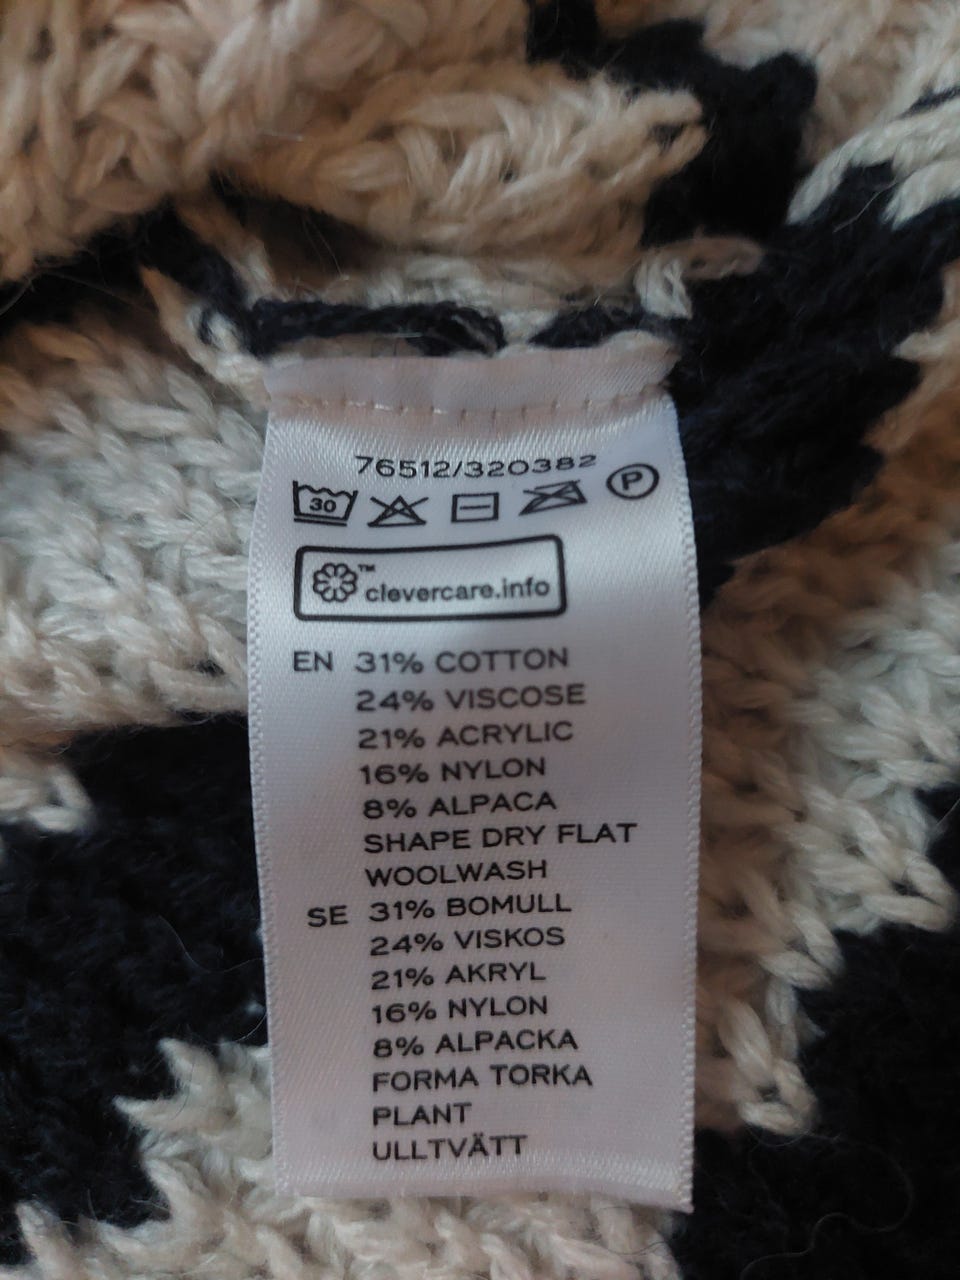 76512/320382
30 P
™ clevercare.info
EN 31% COTTON
24% VISCOSE
21% ACRYLIC
16% NYLON
8% ALPACA
SHAPE DRY FLAT
WOOLWASH
SE 31% BOMULL
24% VISKOS
21% AKRYL
16% NYLON
8% ALPACKA
FORMA TORKA
PLANT
ULLTVÄTT